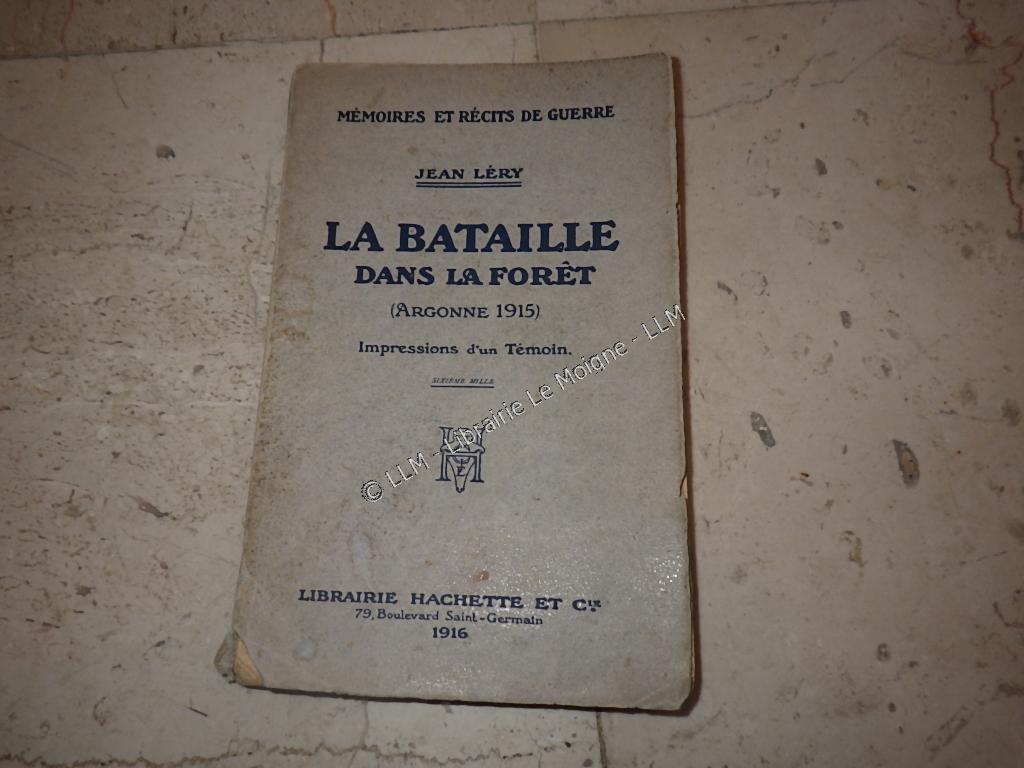 MÉMOIRES ET RÉCITS DE GUERRE
JEAN LÉRY
LA BATAILLE
DANS LA FORÊT
(ARGONNE 1915)
Impressions d'un Témoin.
SIXIÈME MILLE
© LLM - Librairie Le Moigne - LLM
LIBRAIRIE HACHETTE ET Cie
79, Boulevard Saint-Germain
1916